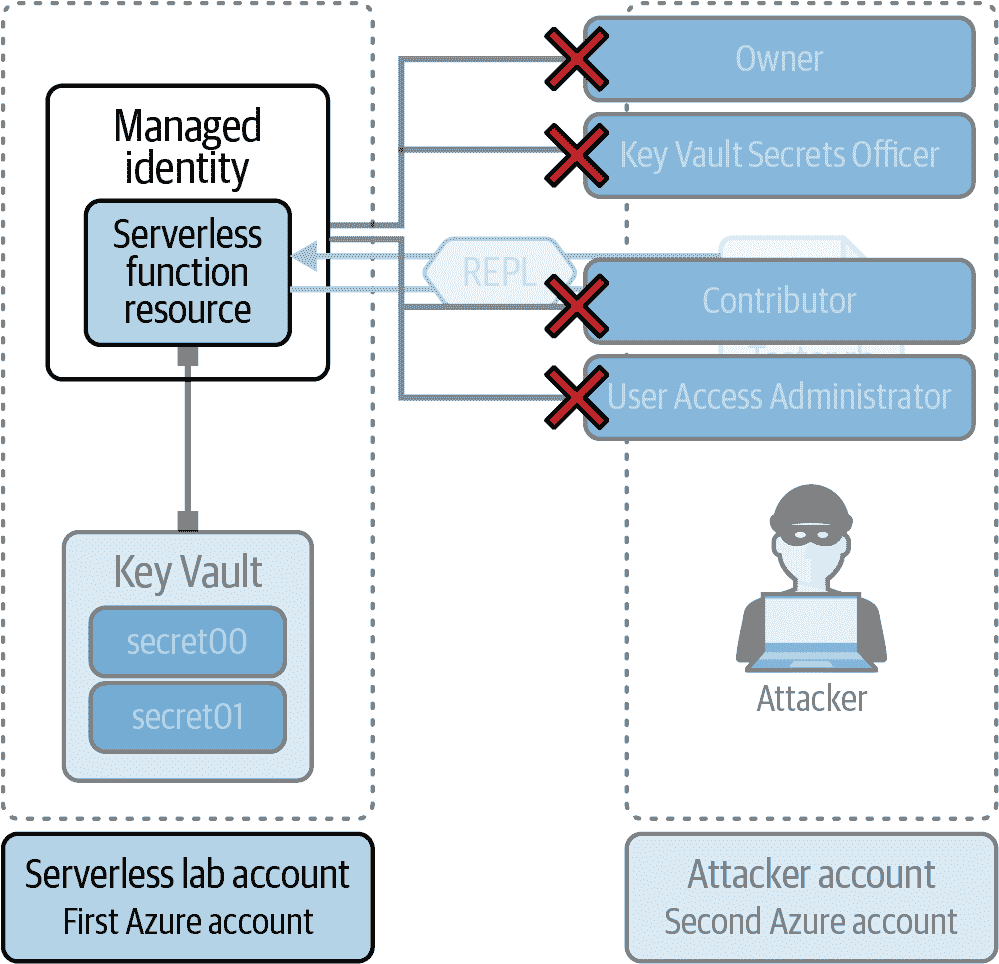 Managed
identity
Serverless
function
resource
Owner
Key Vault Secrets Officer
REPL
Contributor
User Access Administrator
Key Vault
secret00
secret01
Attacker
Serverless lab account
First Azure account
Attacker account
Second Azure account